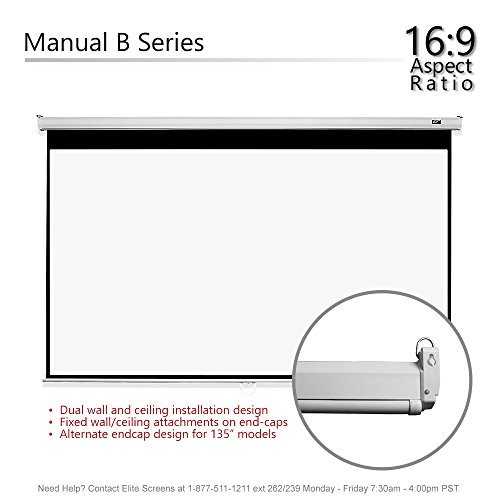 Manual B Series
16:9
Aspect
Ratio
• Dual wall and ceiling installation design
• Fixed wall/ceiling attachments on end-caps
• Alternate endcap design for 135" models
Need Help? Contact Elite Screens at 1-877-511-1211 ext 262/239 Monday - Friday 7:30am - 4:00pm PST.